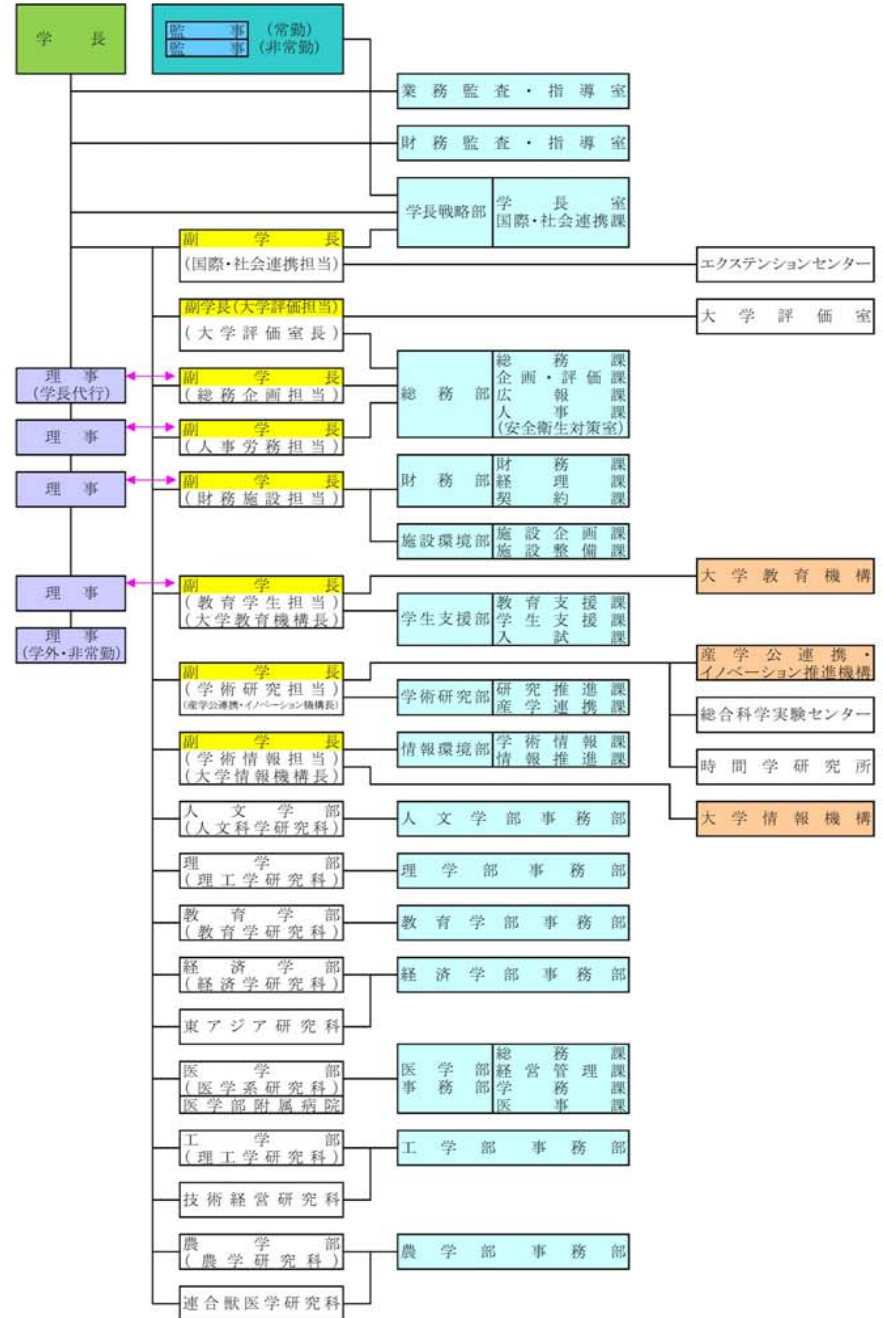 学長
監事 (常勤)
監事 (非常勤)
業務監査・指導室
財務監査・指導室
学長戦略部
学長室
国際・社会連携課
副学長
(国際・社会連携担当)
エクステンションセンター
副学長(大学評価担当)
(大学評価室長)
大学評価室
理事
(学長代行)
副学長
(総務企画担当)
総務部
総務課
企画・評価課
広報課
人事課
(安全衛生対策室)
理事
副学長
(人事労務担当)
理事
副学長
(財務施設担当)
財務部
財務課
経理課
契約課
施設環境部
施設企画課
施設整備課
理事
副学長
(教育学生担当)
(大学教育機構長)
大学教育機構
学生支援部
教育支援課
学生支援課
入試課
理事
(学外・非常勤)
副学長
(学術研究担当)
(産学公連携・イノベーション機構長)
学術研究部
研究推進課
産学連携課
産学公連携・
イノベーション推進機構
総合科学実験センター
時間学研究所
副学長
(学術情報担当)
(大学情報機構長)
情報環境部
学術情報課
情報推進課
大学情報機構
人文学部
(人文科学研究科)
人文学部事務部
理学部
(理工学研究科)
理学部事務部
教育学部
(教育学研究科)
教育学部事務部
経済学部
(経済学研究科)
経済学部事務部
東アジア研究科
医学部
(医学系研究科)
医学部附属病院
医学部
事務部
総務課
経営管理課
学務課
医事課
工学部
(理工学研究科)
工学部事務部
技術経営研究科
農学部
(農学研究科)
農学部事務部
連合獣医学研究科